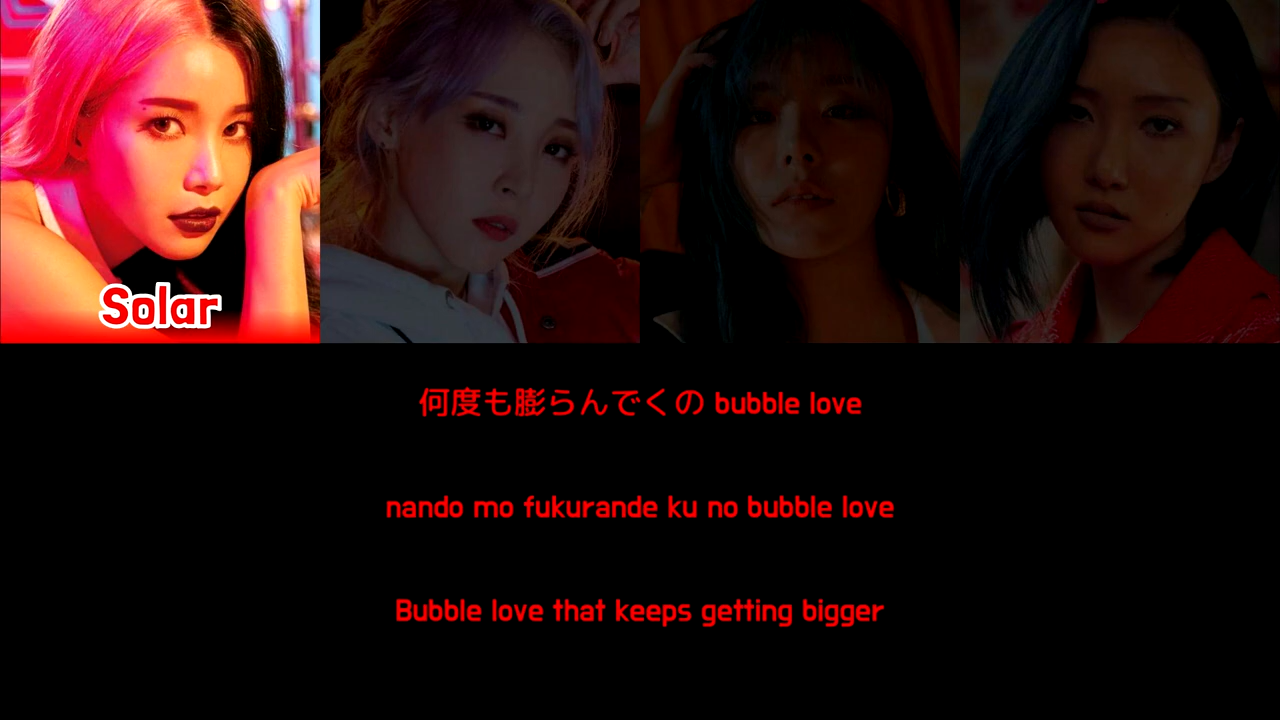 Solar
何度も膨らんでくの bubble love
nando mo fukurande ku no bubble love
Bubble love that keeps getting bigger